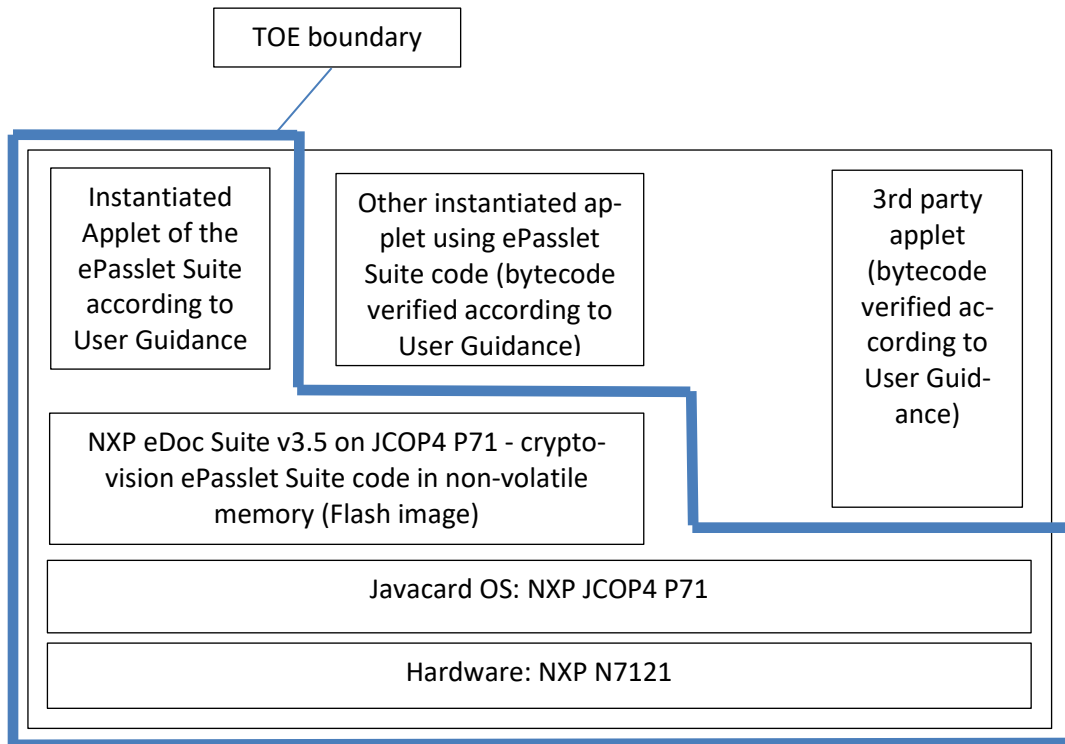 TOE boundary
Instantiated
Applet of the
ePasslet Suite
according to
User Guidance
Other instantiated ap-
plet using ePasslet
Suite code (bytecode
verified according to
User Guidance)
3rd party
applet
(bytecode
verified ac-
cording to
User Guid-
ance)
NXP eDoc Suite v3.5 on JCOP4 P71 - crypto-
vision ePasslet Suite code in non-volatile
memory (Flash image)
Javacard OS: NXP JCOP4 P71
Hardware: NXP N7121